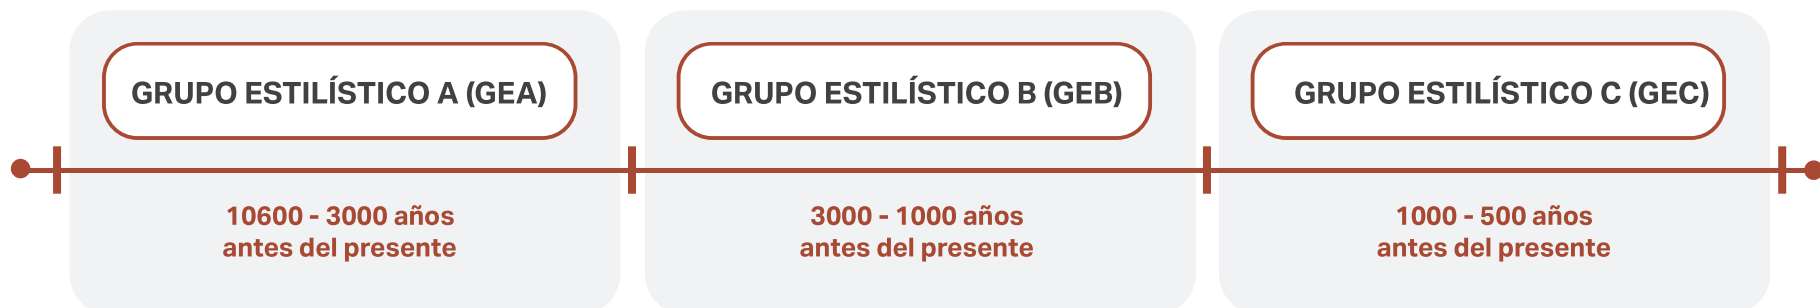 GRUPO ESTILÍSTICO A (GEA)
GRUPO ESTILÍSTICO B (GEB)
GRUPO ESTILÍSTICO C (GEC)
10600 - 3000 años
antes del presente
3000 - 1000 años
antes del presente
1000 - 500 años
antes del presente